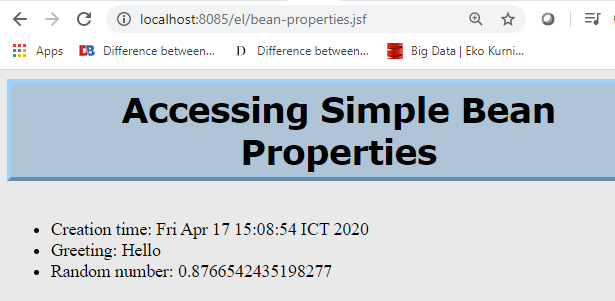 localhost:8085/el/bean-properties.jsf
Apps DB Difference between... D Difference between... Big Data | Eko Kurni...
Accessing Simple Bean
Properties
Creation time: Fri Apr 17 15:08:54 ICT 2020
Greeting: Hello
Random number: 0.8766542435198277